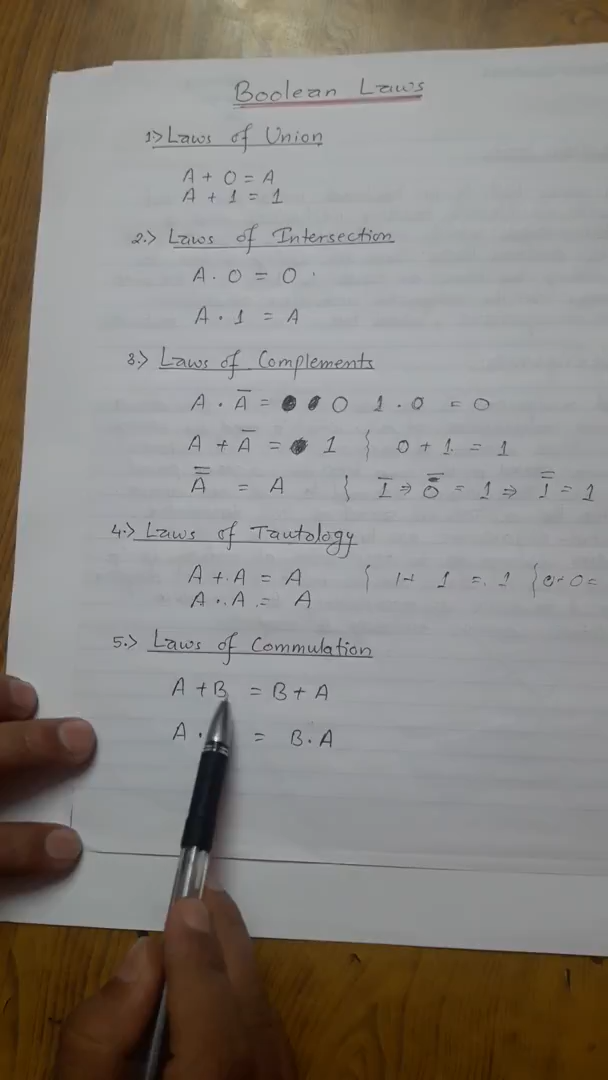 Boolean Laws
1.> Laws of Union
A + 0 = A
A + 1 = 1
2.> Laws of Intersection
A . 0 = 0
A . 1 = A
3.> Laws of Complements
A . A̅ = 0 1 . 0 = 0
A + A̅ = 1 { 0 + 1 = 1
A̿ = A { 1̅ ⇒ 0̅ = 1 ⇒ 1̿ = 1
4.> Laws of Tautology
A + A = A { 1 + 1 = 1 { 0+0=
A . A = A
5.> Laws of Commulation
A + B = B + A
A . = B . A